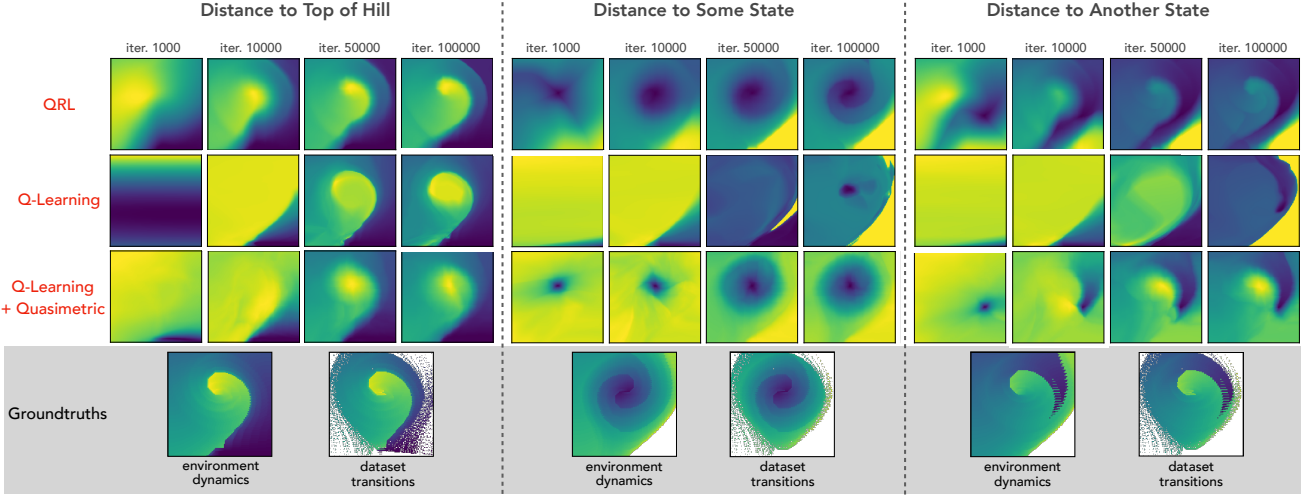 Distance to Top of Hill
Distance to Some State
Distance to Another State
iter. 1000 iter. 10000 iter. 50000 iter. 100000
iter. 1000 iter. 10000 iter. 50000 iter. 100000
iter. 1000 iter. 10000 iter. 50000 iter. 100000
QRL
Q-Learning
Q-Learning
+ Quasimetric
Groundtruths
environment
dynamics
dataset
transitions
environment
dynamics
dataset
transitions
environment
dynamics
dataset
transitions